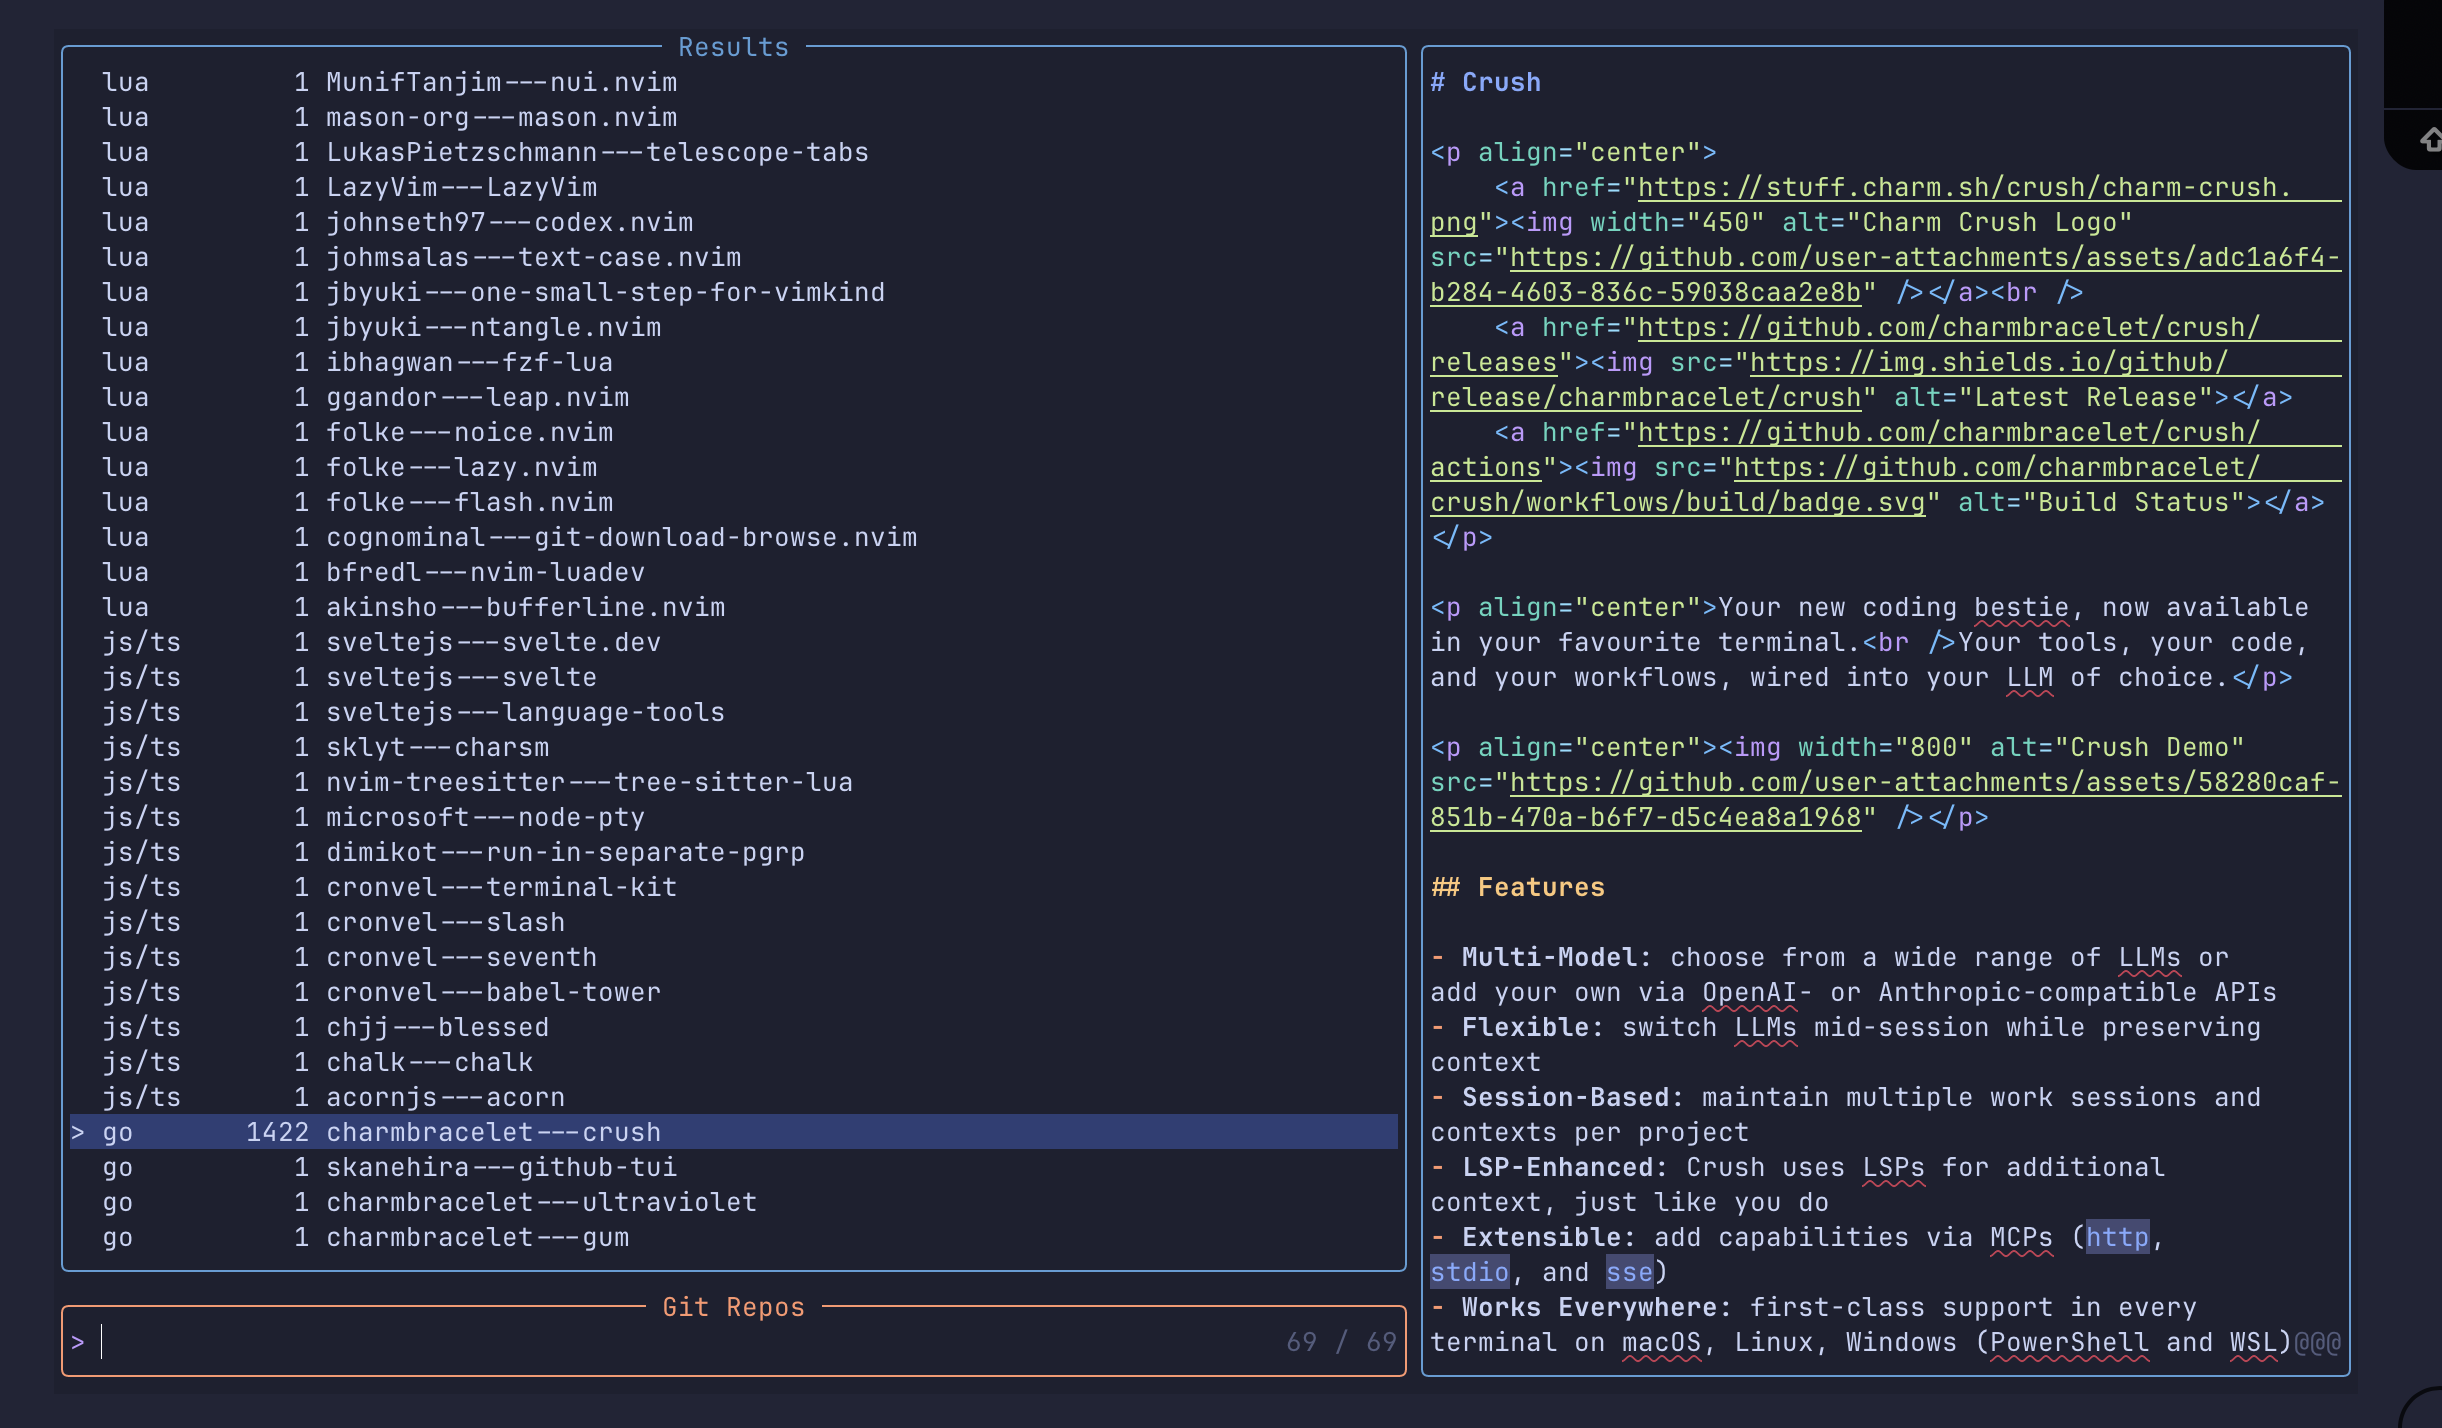 Results
lua 1 MunifTanjim---nui.nvim
lua 1 mason-org---mason.nvim
lua 1 LukasPietzschmann---telescope-tabs
lua 1 LazyVim---LazyVim
lua 1 johnseth97---codex.nvim
lua 1 johmsalas---text-case.nvim
lua 1 jbyuki---one-small-step-for-vimkind
lua 1 jbyuki---ntangle.nvim
lua 1 ibhagwan---fzf-lua
lua 1 ggandor---leap.nvim
lua 1 folke---noice.nvim
lua 1 folke---lazy.nvim
lua 1 folke---flash.nvim
lua 1 cognominal---git-download-browse.nvim
lua 1 bfredl---nvim-luadev
lua 1 akinsho---bufferline.nvim
js/ts 1 sveltejs---svelte.dev
js/ts 1 sveltejs---svelte
js/ts 1 sveltejs---language-tools
js/ts 1 sklyt---charsm
js/ts 1 nvim-treesitter---tree-sitter-lua
js/ts 1 microsoft---node-pty
js/ts 1 dimikot---run-in-separate-pgrp
js/ts 1 cronvel---terminal-kit
js/ts 1 cronvel---slash
js/ts 1 cronvel---seventh
js/ts 1 cronvel---babel-tower
js/ts 1 chjj---blessed
js/ts 1 chalk---chalk
js/ts 1 acornjs---acorn
> go 1422 charmbracelet---crush
go 1 skanehira---github-tui
go 1 charmbracelet---ultraviolet
go 1 charmbracelet---gum
Git Repos
> 69 / 69
# Crush
<p align="center">
<a href="https://stuff.charm.sh/crush/charm-crush.
png"><img width="450" alt="Charm Crush Logo"
src="https://github.com/user-attachments/assets/adc1a6f4-
b284-4603-836c-59038caa2e8b" /></a><br />
<a href="https://github.com/charmbracelet/crush/
releases"><img src="https://img.shields.io/github/
release/charmbracelet/crush" alt="Latest Release"></a>
<a href="https://github.com/charmbracelet/crush/
actions"><img src="https://github.com/charmbracelet/
crush/workflows/build/badge.svg" alt="Build Status"></a>
</p>
<p align="center">Your new coding bestie, now available
in your favourite terminal.<br />Your tools, your code,
and your workflows, wired into your LLM of choice.</p>
<p align="center"><img width="800" alt="Crush Demo"
src="https://github.com/user-attachments/assets/58280caf-
851b-470a-b6f7-d5c4ea8a1968" /></p>
## Features
- Multi-Model: choose from a wide range of LLMs or
add your own via OpenAI- or Anthropic-compatible APIs
- Flexible: switch LLMs mid-session while preserving
context
- Session-Based: maintain multiple work sessions and
contexts per project
- LSP-Enhanced: Crush uses LSPs for additional
context, just like you do
- Extensible: add capabilities via MCPs (http,
stdio, and sse)
- Works Everywhere: first-class support in every
terminal on macOS, Linux, Windows (PowerShell and WSL)@@@